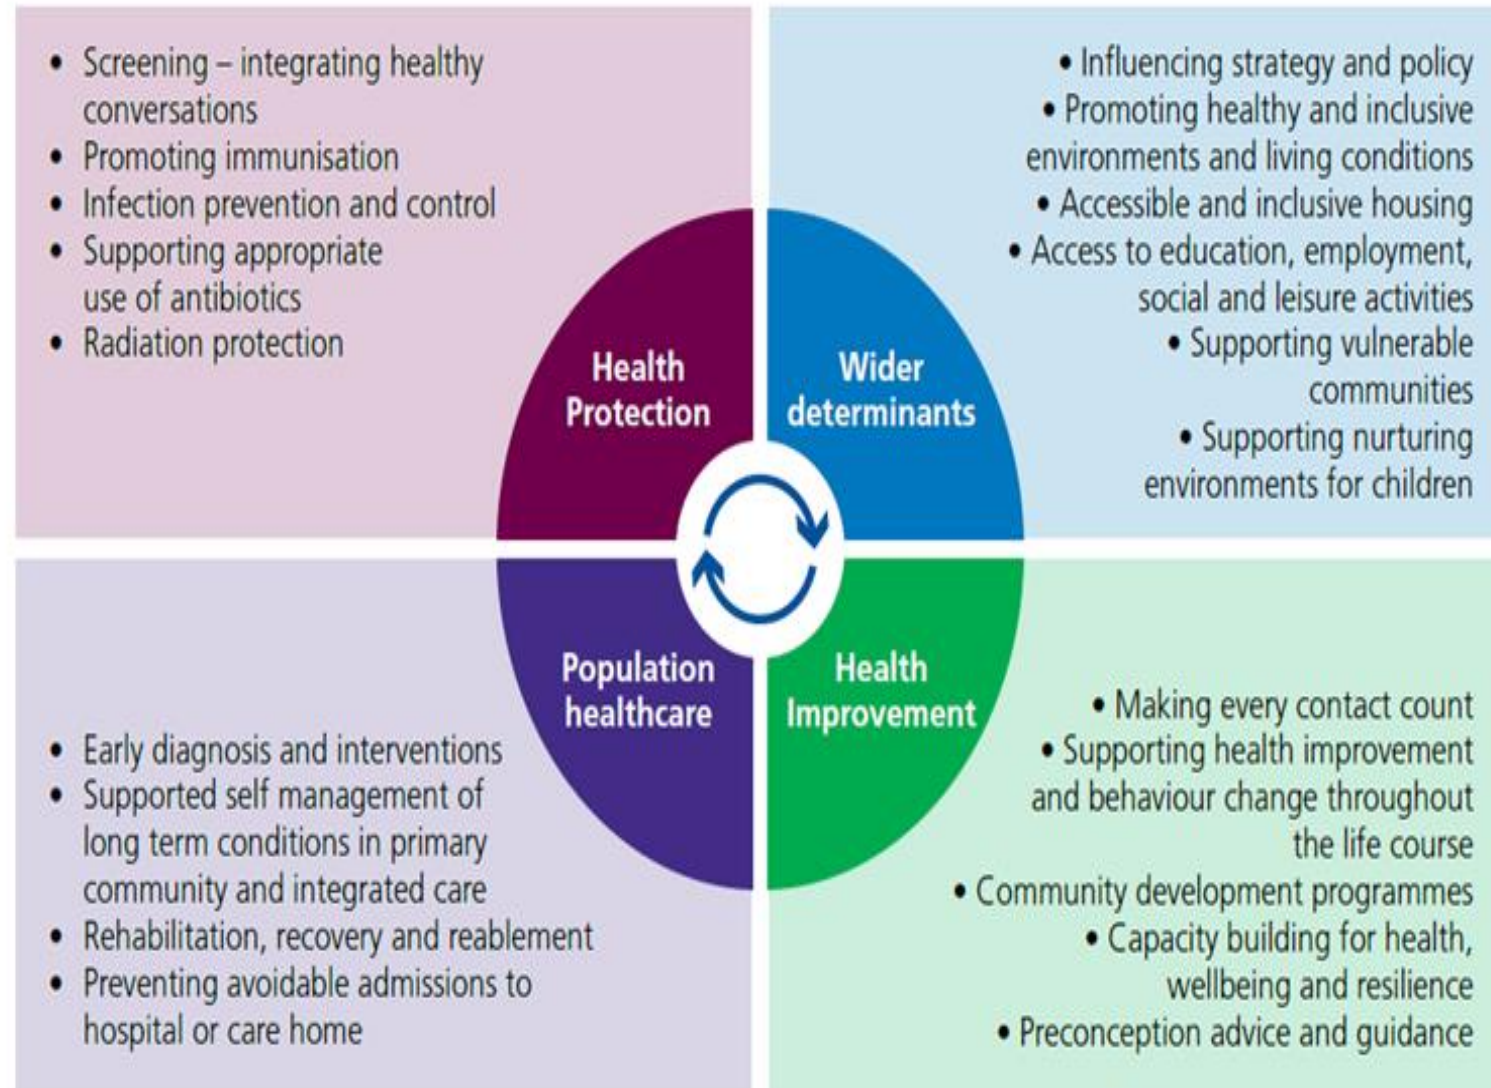 • Screening – integrating healthy
conversations
• Promoting immunisation
• Infection prevention and control
• Supporting appropriate
use of antibiotics
• Radiation protection
Health
Protection
• Influencing strategy and policy
• Promoting healthy and inclusive
environments and living conditions
• Accessible and inclusive housing
• Access to education, employment,
social and leisure activities
• Supporting vulnerable
communities
• Supporting nurturing
environments for children
Wider
determinants
Population
healthcare
• Early diagnosis and interventions
• Supported self management of
long term conditions in primary
community and integrated care
• Rehabilitation, recovery and reablement
• Preventing avoidable admissions to
hospital or care home
Health
Improvement
• Making every contact count
• Supporting health improvement
and behaviour change throughout
the life course
• Community development programmes
• Capacity building for health,
wellbeing and resilience
• Preconception advice and guidance